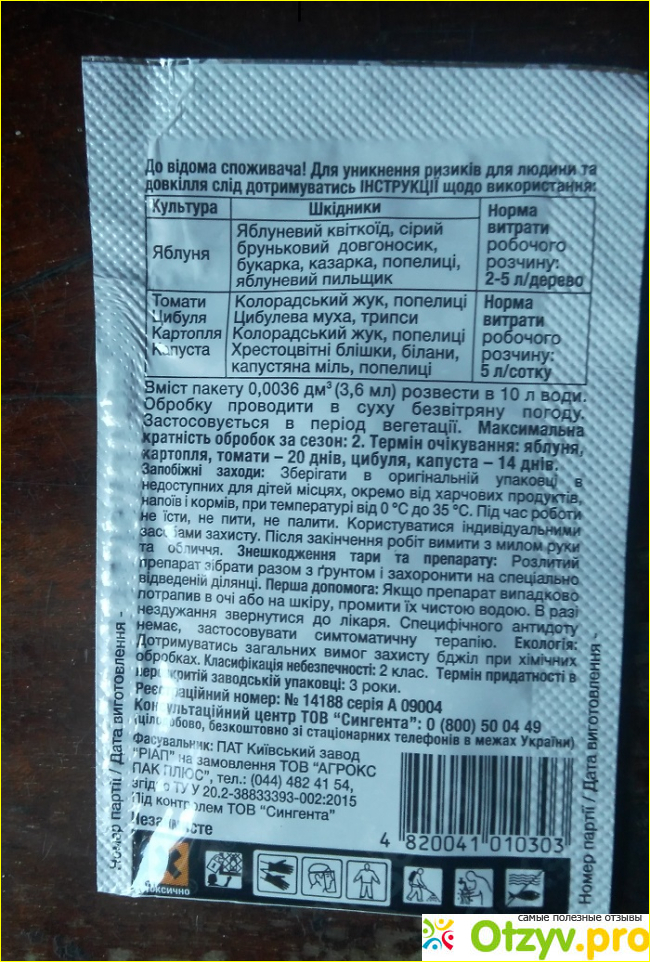 До відома споживача! Для уникнення ризиків для людини та
довкілля слід дотримуватись ІНСТРУКЦІЇ щодо використання:
Культура Шкідники Норма витрати робочого розчину: 2-5 л/дерево
Яблуня Яблуневий квіткоїд, сірий
бруньковий довгоносик,
букарка, казарка, попелиці,
яблуневий пильщик
Томати Колорадський жук, попелиці Норма
Цибуля Цибулева муха, трипси витрати
Картопля Колорадський жук, попелиці робочого
Капуста Хрестоцвітні блішки, білани, розчину:
капустяна міль, попелиці 5 л/сотку
Вміст пакету 0,0036 дм³ (3,6 мл) розвести в 10 л води.
Обробку проводити в суху безвітряну погоду.
Застосовується в період вегетації. Максимальна
кратність обробок за сезон: 2. Термін очікування: яблуня,
картопля, томати – 20 днів, цибуля, капуста – 14 днів.
Запобіжні заходи: Зберігати в оригінальній упаковці в
недоступних для дітей місцях, окремо від харчових продуктів,
напоїв і кормів, при температурі від 0 °C до 35 °C. Під час роботи
не їсти, не пити, не палити. Користуватися індивідуальними
засобами захисту. Після закінчення робіт вимити з милом руки
та обличчя. Знешкодження тари та препарату: Розлитий
препарат зібрати разом з ґрунтом і захоронити на спеціально
відведеній ділянці. Перша допомога: Якщо препарат випадково
потрапив в очі або на шкіру, промити їх чистою водою. В разі
нездужання звернутися до лікаря. Специфічного антидоту
немає, застосовувати симтоматичну терапію. Екологія:
Дотримуватись загальних вимог захисту бджіл при хімічних
обробках. Класифікація небезпечності: 2 клас. Термін придатності в
нерозкритій заводській упаковці: 3 роки.
Реєстраційний номер: № 14188 серія А 09004
Консультаційний центр ТОВ "Сингента": 0 (800) 50 04 49
(цілодобово, безкоштовно зі стаціонарних телефонів в межах України)
Фасувальник: ПАТ Київський завод
"РІАП" на замовлення ТОВ "АГРОКС
ПАК ПЛЮС", тел.: (044) 482 41 54,
згідно ТУ У 20.2-38833393-002:2015
Під контролем ТОВ "Сингента"
4 820041 010303
токсично
Номер партії / Дата виготовлення -
Номер партії / Дата виготовлення -
самые полезные отзывы
Otzyv.pro